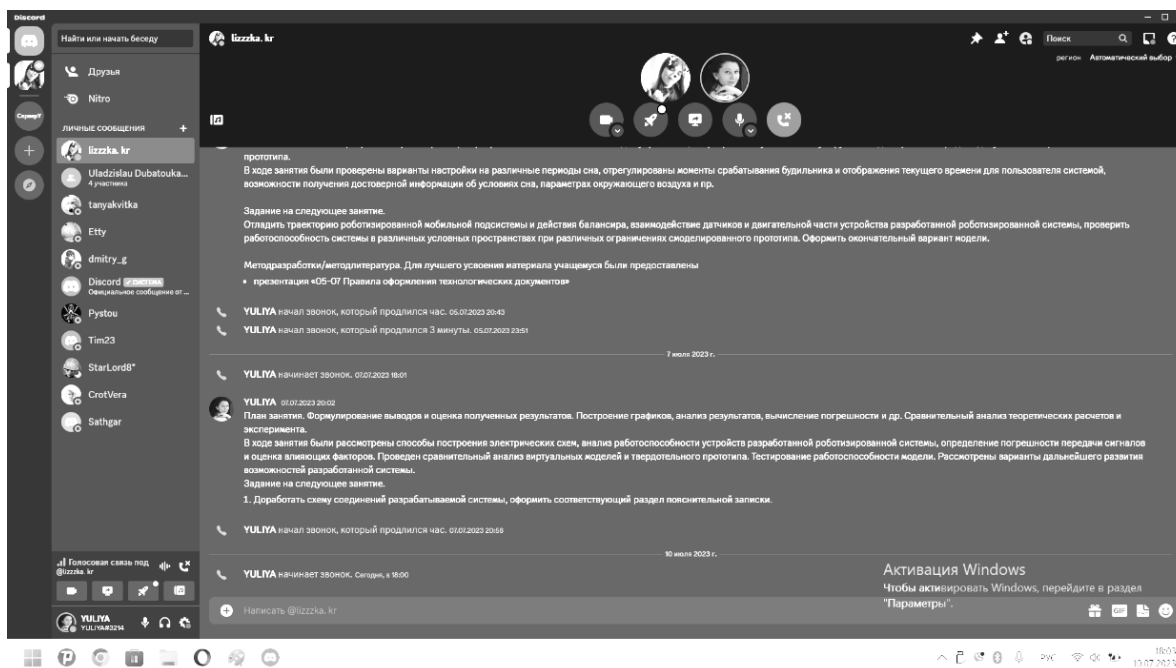 Discord
Найти или начать беседу
lizzzka. kr
Поиск
регион Автоматический выбор
Друзья
Nitro
СерверY
ЛИЧНЫЕ СООБЩЕНИЯ +
lizzzka. kr
Uladzislau Dubatouka...
4 участника
tanyakvitka
Etty
dmitry_g
Discord ✓ СИСТЕМА
Официальное сообщение от ...
Pystou
Tim23
StarLord8"
CrotVera
Sathgar
прототипа.
В ходе занятия были проверены варианты настройки на различные периоды сна, отрегулированы моменты срабатывания будильника и отображения текущего времени для пользователя системой,
возможности получения достоверной информации об условиях сна, параметрах окружающего воздуха и пр.
Задание на следующее занятие.
Отладить траекторию роботизированной мобильной подсистемы и действия балансира, взаимодействие датчиков и двигательной части устройства разработанной роботизированной системы, проверить
работоспособность системы в различных условных пространствах при различных ограничениях смоделированного прототипа. Оформить окончательный вариант модели.
Методразработки/методлитература. Для лучшего усвоения материала учащемуся были предоставлены
• презентация «05-07 Правила оформления технологических документов»
YULIYA начал звонок, который продлился час. 05.07.2023 20:43
YULIYA начал звонок, который продлился 3 минуты. 05.07.2023 23:51
7 июля 2023 г.
YULIYA начинает звонок. 07.07.2023 18:01
YULIYA 07.07.2023 20:02
План занятия. Формулирование выводов и оценка полученных результатов. Построение графиков, анализ результатов, вычисление погрешности и др. Сравнительный анализ теоретических расчетов и
эксперимента.
В ходе занятия были рассмотрены способы построения электрических схем, анализ работоспособности устройств разработанной роботизированной системы, определение погрешности передачи сигналов
и оценка влияющих факторов. Проведен сравнительный анализ виртуальных моделей и твердотельного прототипа. Тестирование работоспособности модели. Рассмотрены варианты дальнейшего развития
возможностей разработанной системы.
Задание на следующее занятие.
1. Доработать схему соединений разрабатываемой системы, оформить соответствующий раздел пояснительной записки.
YULIYA начал звонок, который продлился час. 07.07.2023 20:58
10 июля 2023 г.
YULIYA начинает звонок. Сегодня, в 18:00
Голосовая связь под
@lizzzka. kr
YULIYA
YULIYA#3214
Написать @lizzzka. kr
GIF
Активация Windows
Чтобы активировать Windows, перейдите в раздел
"Параметры".
РУС
10.07.2023